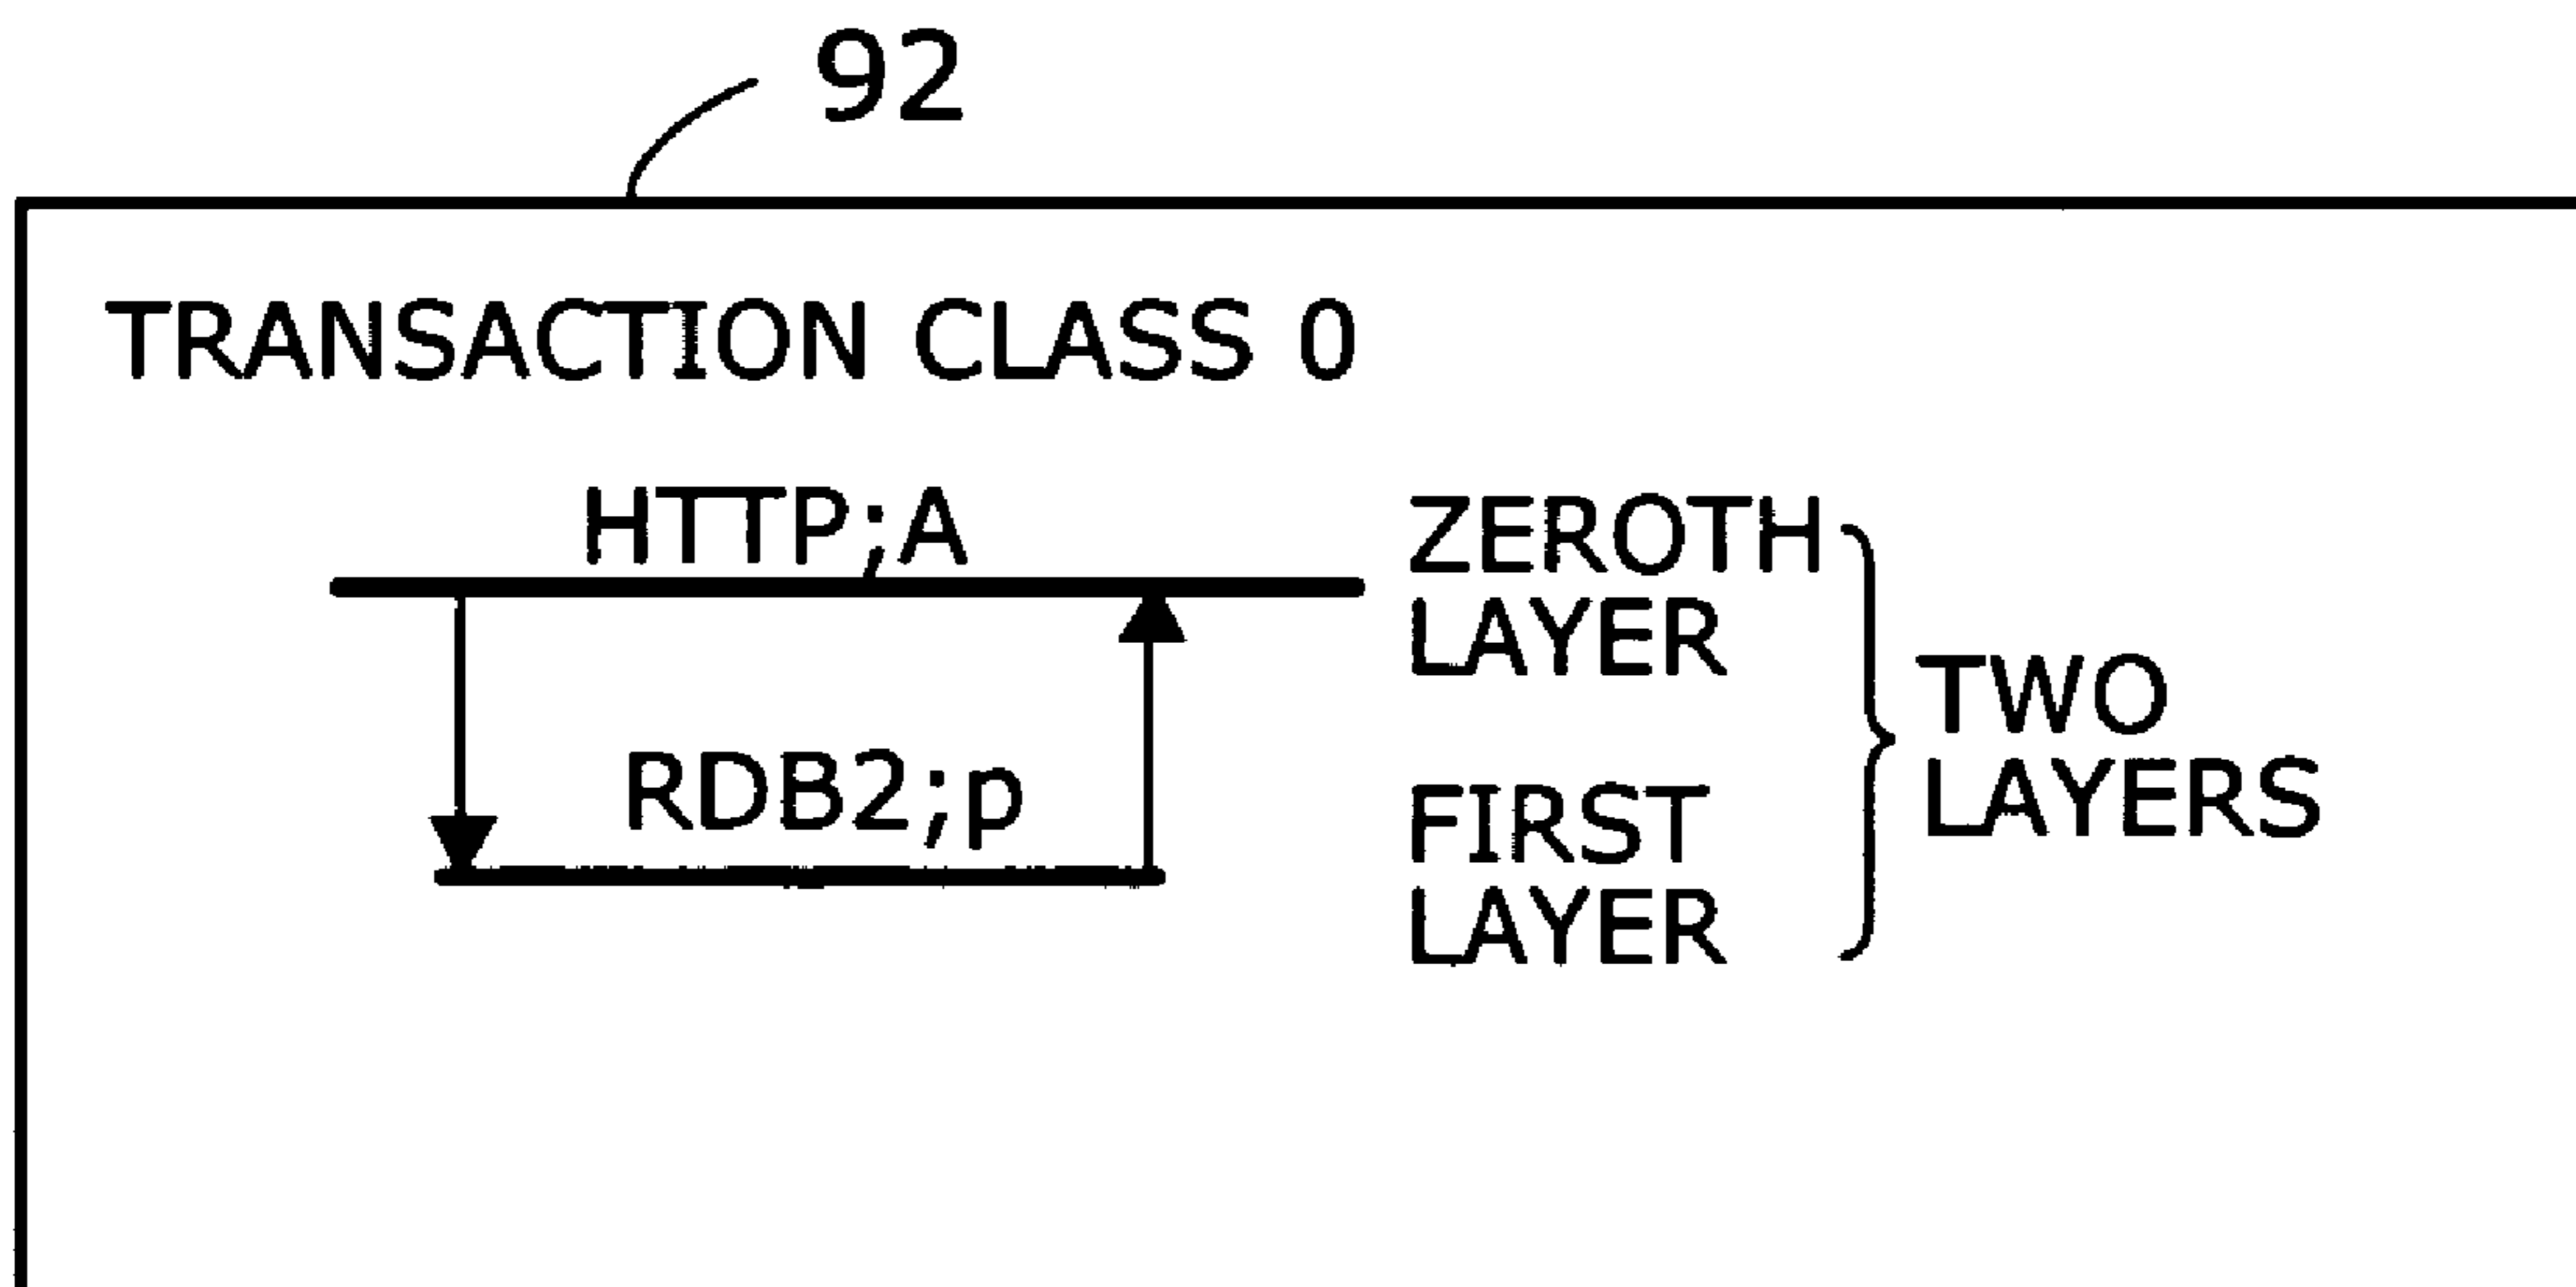 92
TRANSACTION CLASS 0
HTTP;A
ZEROTH
LAYER
TWO
LAYERS
RDB2;p
FIRST
LAYER